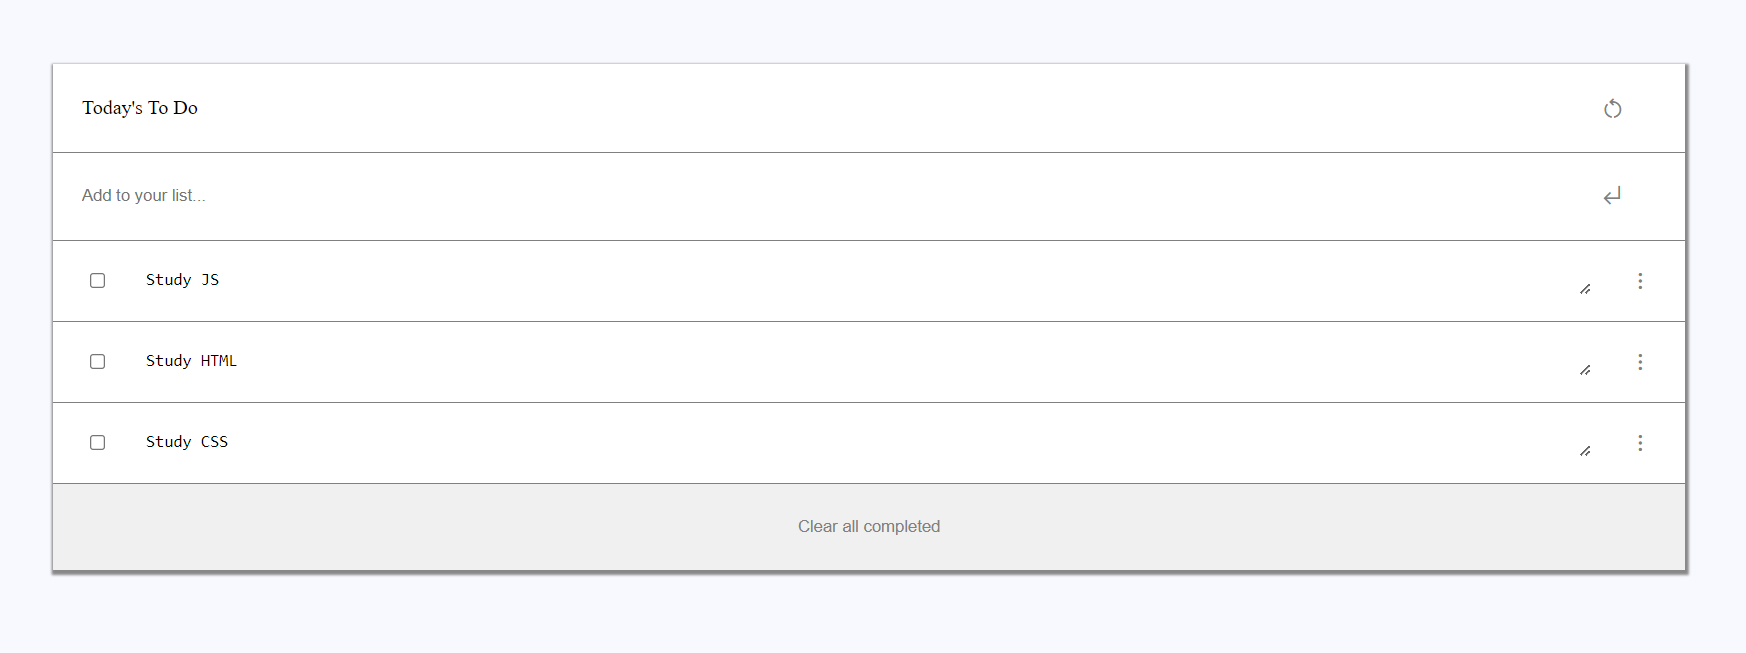 Today's To Do
Add to your list...
Study JS
Study HTML
Study CSS
Clear all completed